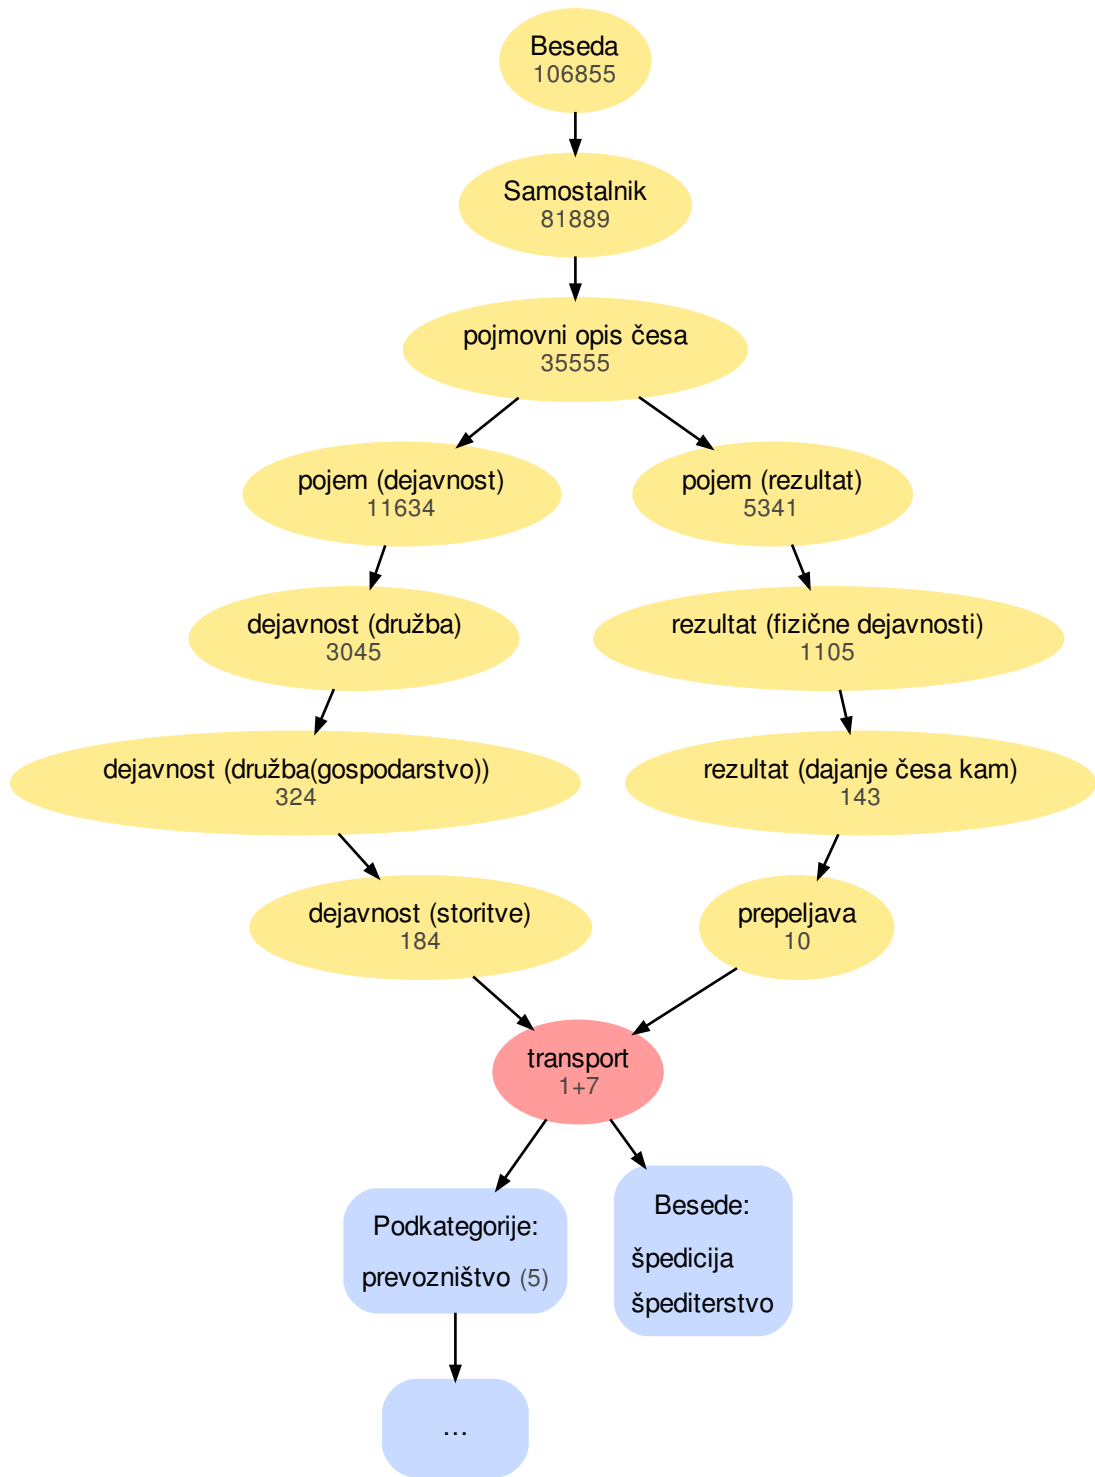 Beseda
106855
Samostalnik
81889
pojmovni opis česa
35555
pojem (dejavnost)
11634
pojem (rezultat)
5341
dejavnost (družba)
3045
rezultat (fizične dejavnosti)
1105
dejavnost (družba(gospodarstvo))
324
rezultat (dajanje česa kam)
143
dejavnost (storitve)
184
prepeljava
10
transport
1+7
Podkategorije:
prevozništvo (5)
Besede:
špedicija
špediterstvo
...